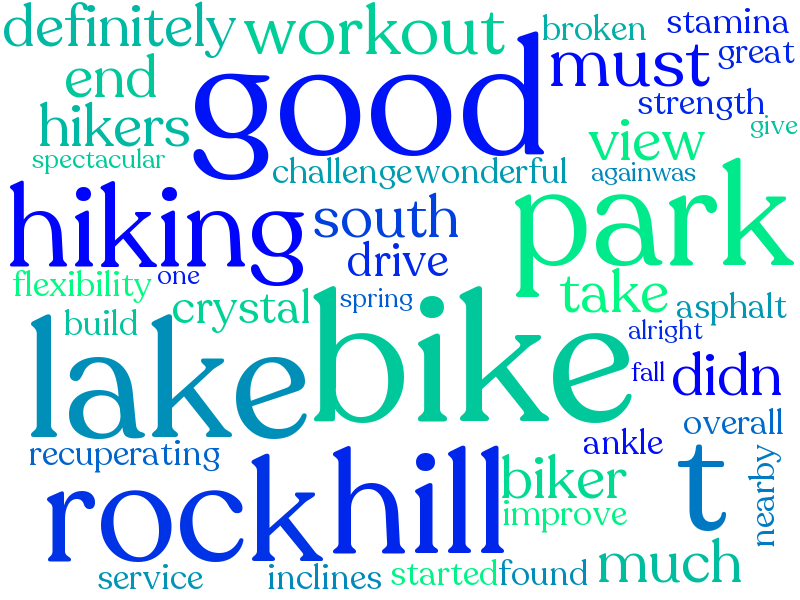 definitely workout broken stamina
great
end good must
hikers strength
view give
spectacular challenge wonderful againwas
hiking south park
drive
flexibility one take
crystal spring asphalt
build alright
lake bike fall didn
overall
recuperating ankle t nearby
rock hill biker
improve
service inclines started found much